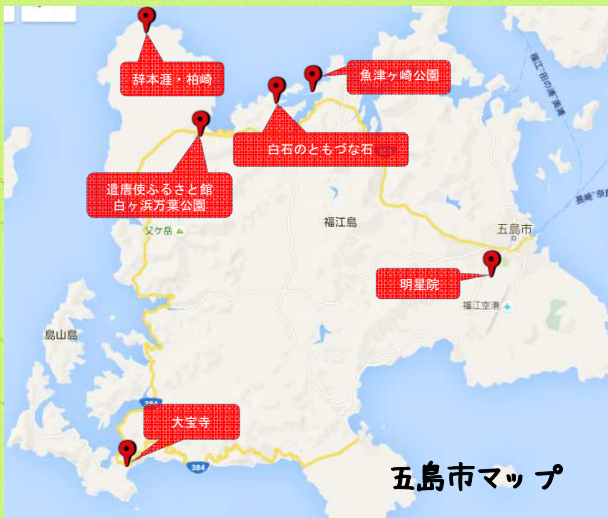 辞本涯・柏崎
魚津ヶ崎公園
白石のともづな石
遣唐使ふるさと館
白ヶ浜万葉公園
父ケ岳
福江島
五島市
明星院
福江空港
島山島
384
大宝寺
384
五島市マップ